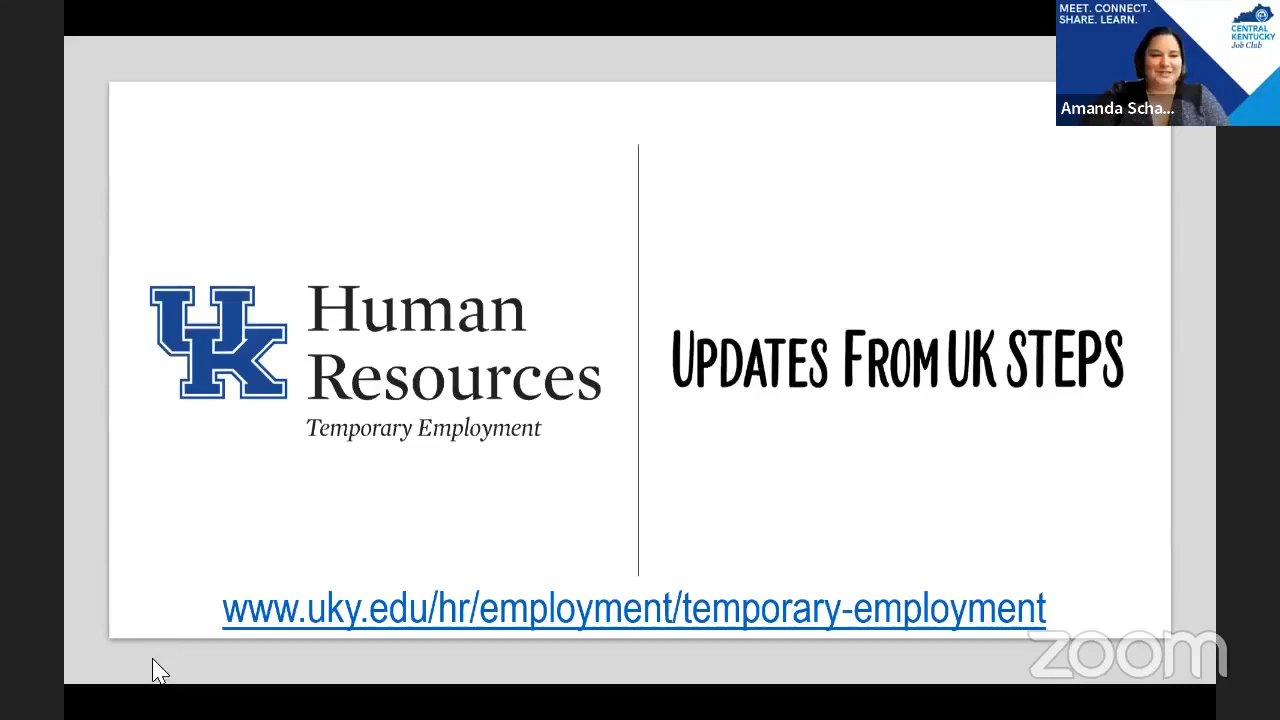 MEET. CONNECT.
SHARE. LEARN.
CENTRAL
KENTUCKY
Job Club
Amanda Scha...
UK
Human
Resources
Temporary Employment
UPDATES FROM UK STEPS
www.uky.edu/hr/employment/temporary-employment
zoom